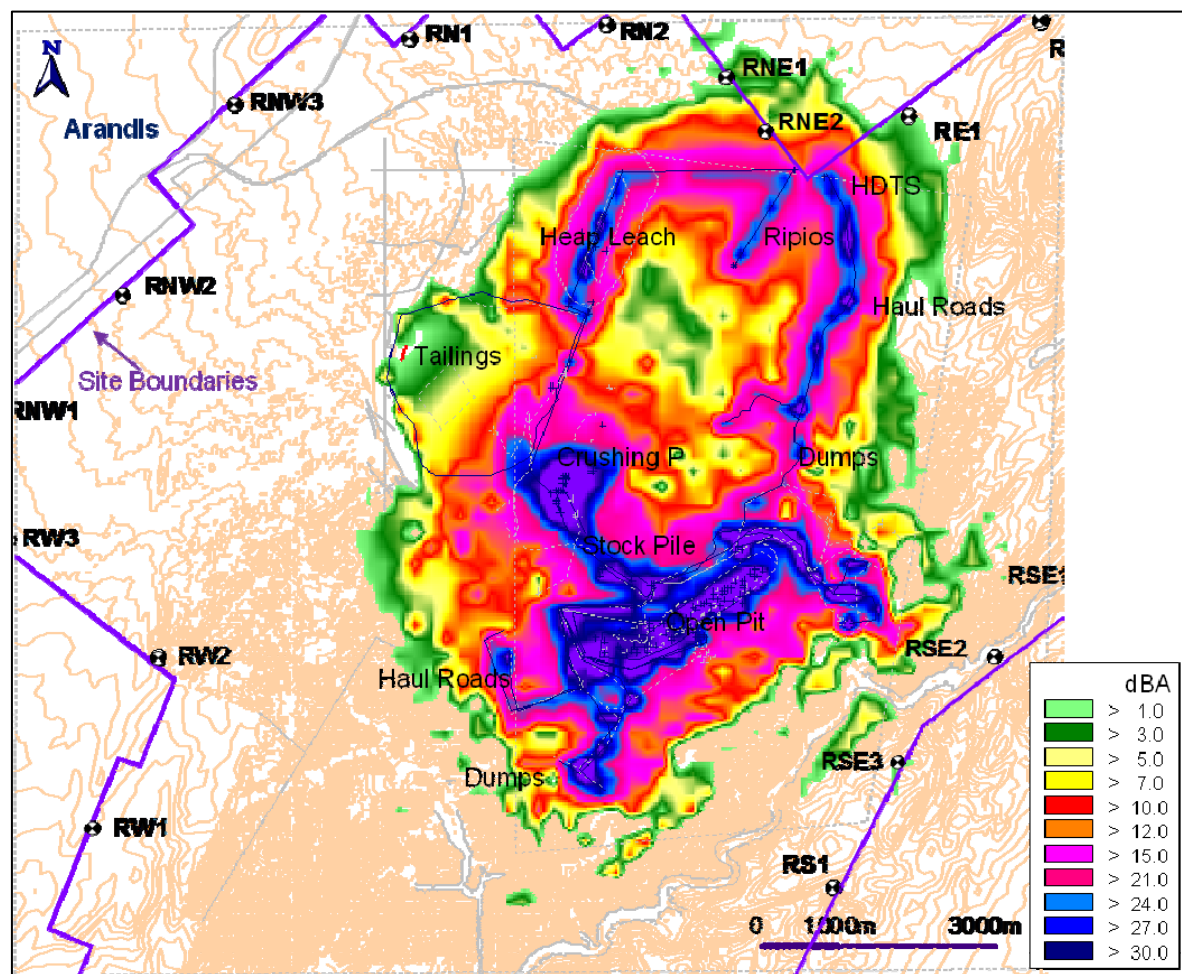 RN1
RN2
N
RNE1
RNW3
Arandis
RNE2
RE1
HDTS
Heap Leach
Ripios
RNW2
Haul Roads
Tailings
Site Boundaries
RNW1
Crushing P
Dumps
RW3
Stock Pile
RSE1
Open Pit
RW2
RSE2
Haul Roads
dBA
> 1.0
> 3.0
> 5.0
> 7.0
> 10.0
> 12.0
> 15.0
> 21.0
> 24.0
> 27.0
> 30.0
RSE3
Dumps
RW1
RS1
0 1000m 3000m